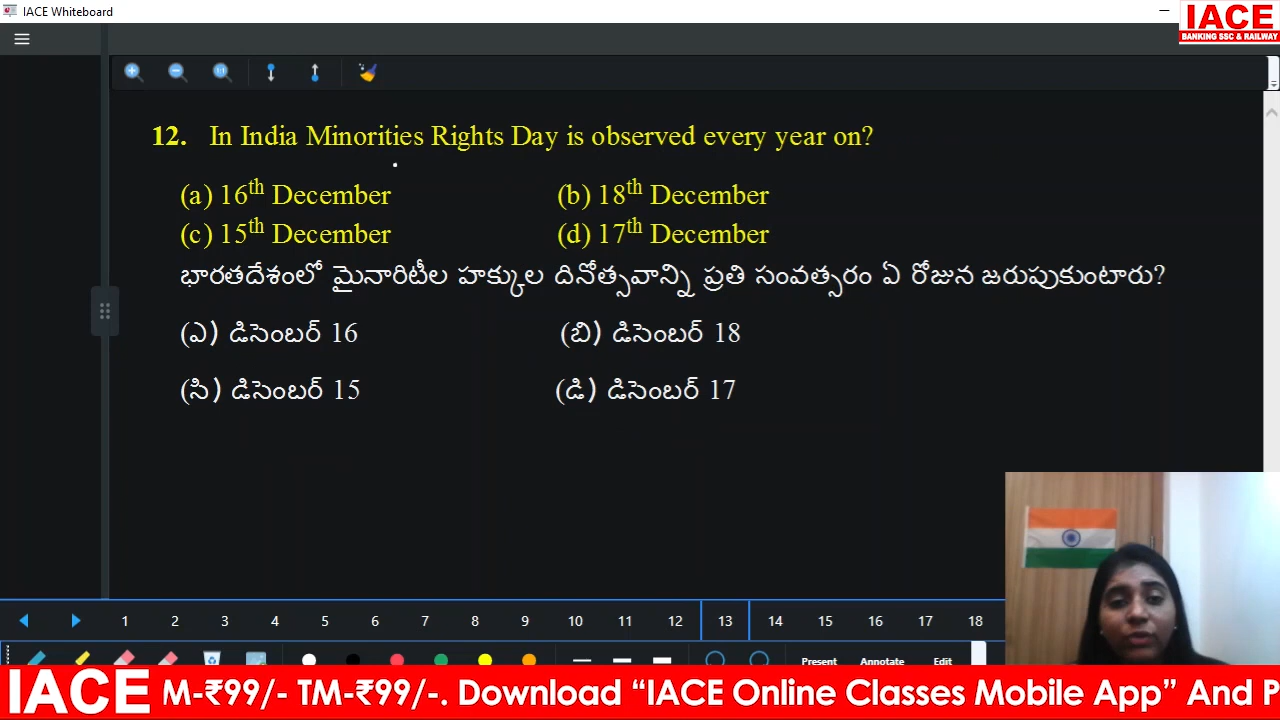 IACE Whiteboard
IACE
BANKING SSC & RAILWAY
12. In India Minorities Rights Day is observed every year on?
(a) 16th December (b) 18th December
(c) 15th December (d) 17th December
భారతదేశంలో మైనారిటీల హక్కుల దినోత్సవాన్ని ప్రతి సంవత్సరం ఏ రోజున జరుపుకుంటారు?
(ఎ) డిసెంబర్ 16 (బి) డిసెంబర్ 18
(సి) డిసెంబర్ 15 (డి) డిసెంబర్ 17
1 2 3 4 5 6 7 8 9 10 11 12 13 14 15 16 17 18
Present Annotate Edit
IACE M-₹99/- TM-₹99/-. Download “IACE Online Classes Mobile App” And P